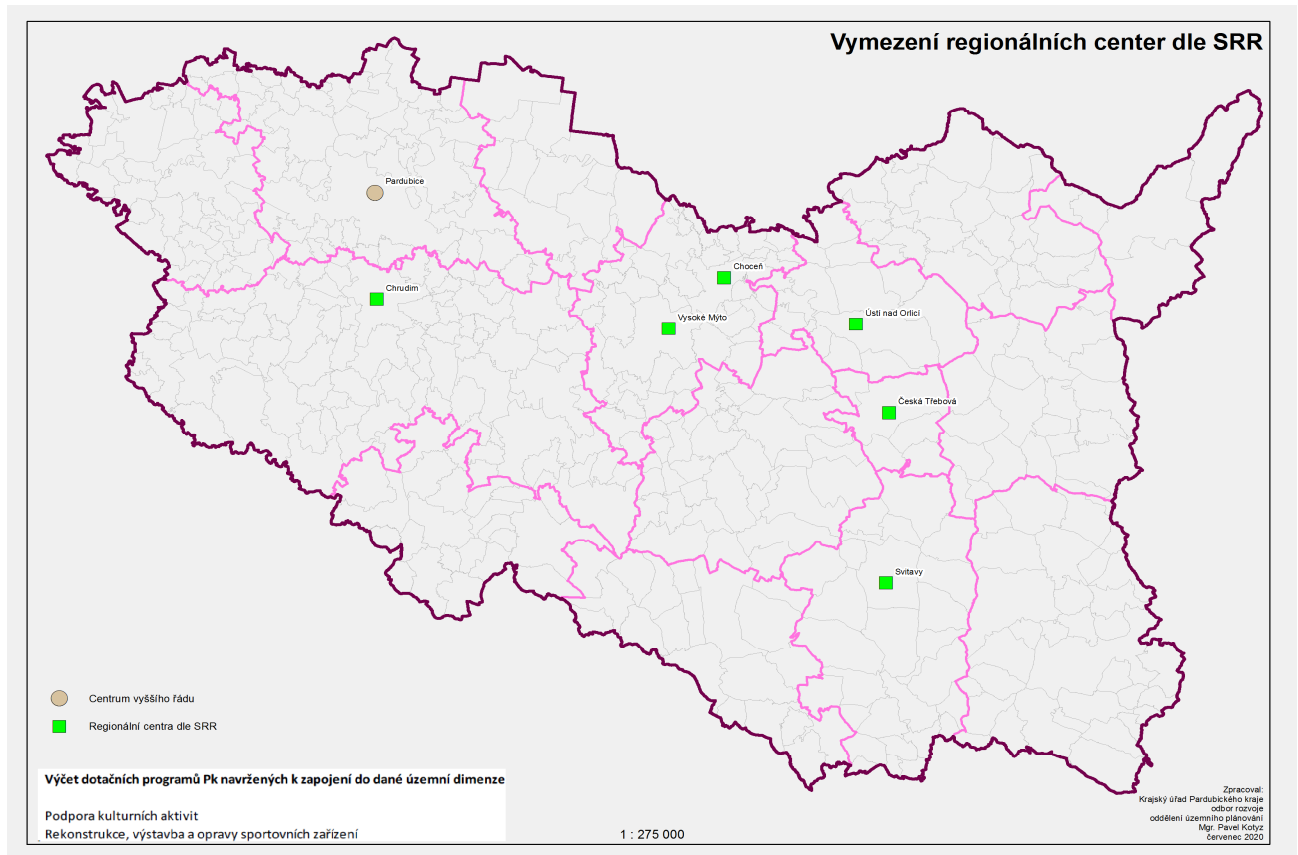 Vymezení regionálních center dle SRR
Pardubice
Choceň
Chrudim
Ústí nad Orlicí
Vysoké Mýto
Česká Třebová
Svitavy
Centrum vyššího řádu
Regionální centra dle SRR
Výčet dotačních programů Pk navržených k zapojení do dané územní dimenze
Podpora kulturních aktivit
Rekonstrukce, výstavba a opravy sportovních zařízení
1 : 275 000
Zpracoval:
Krajský úřad Pardubického kraje
odbor rozvoje
oddělení územního plánování
Mgr. Pavel Kotyz
červenec 2020